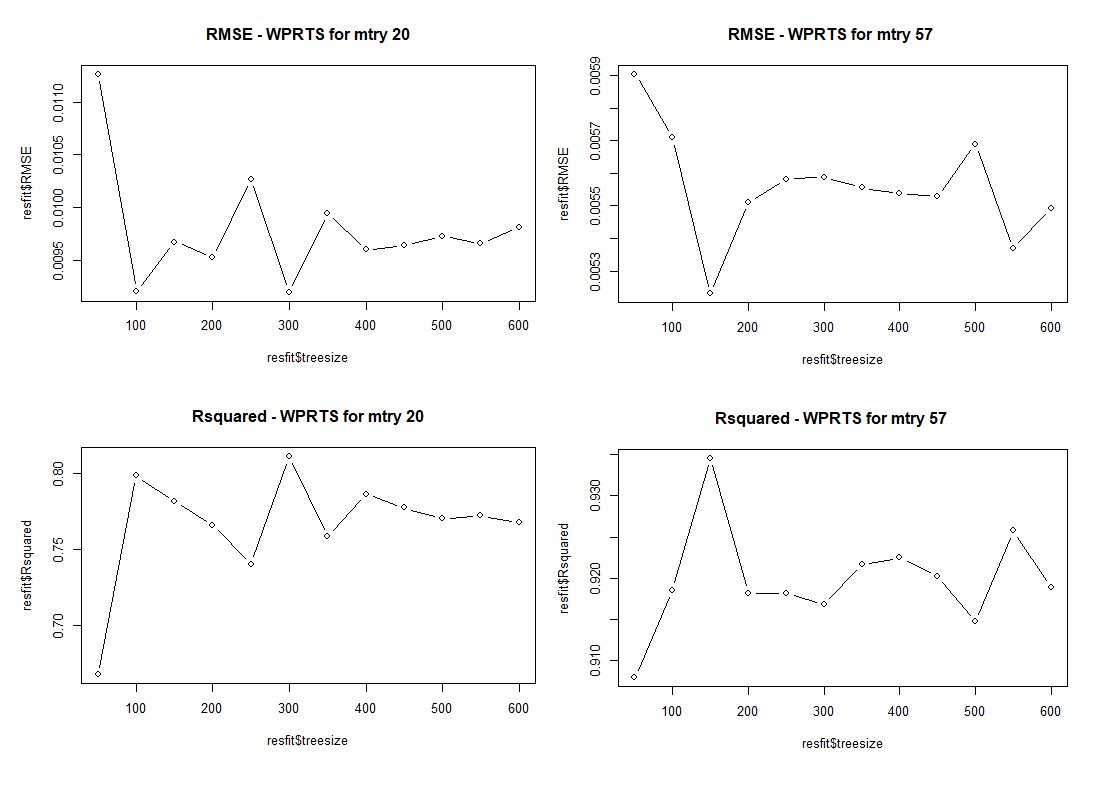 RMSE - WPRTS for mtry 20
resfit$RMSE
0.0110
0.0105
0.0100
0.0095
100 200 300 400 500 600
resfit$treesize
RMSE - WPRTS for mtry 57
resfit$RMSE
0.0059
0.0057
0.0055
0.0053
100 200 300 400 500 600
resfit$treesize
Rsquared - WPRTS for mtry 20
resfit$Rsquared
0.80
0.75
0.70
100 200 300 400 500 600
resfit$treesize
Rsquared - WPRTS for mtry 57
resfit$Rsquared
0.930
0.920
0.910
100 200 300 400 500 600
resfit$treesize